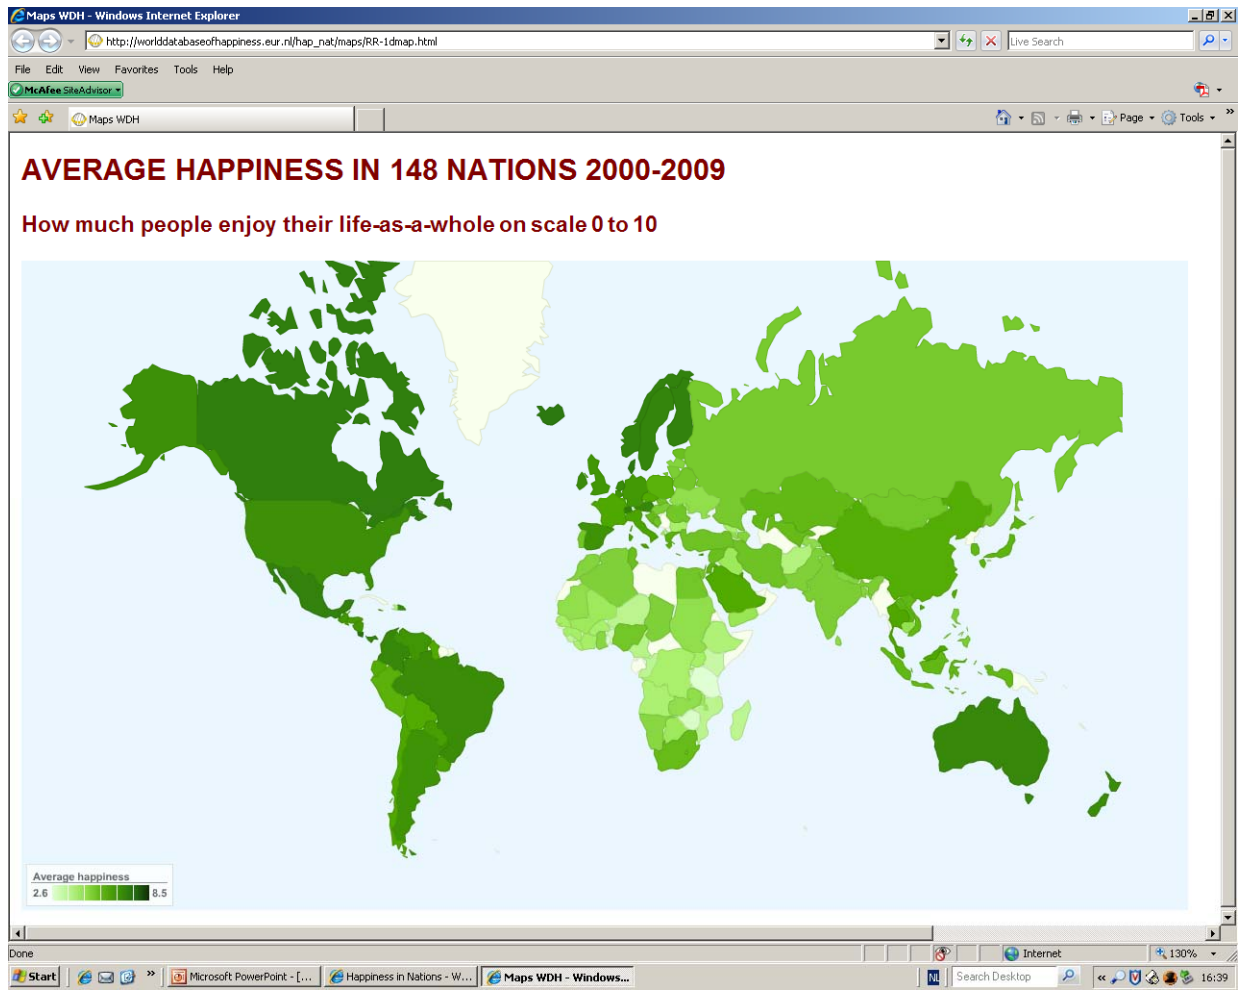 Maps WDH - Windows Internet Explorer
http://worlddatabaseofhappiness.eur.nl/hap_nat/maps/RR-1dmap.html
Live Search
File Edit View Favorites Tools Help
McAfee SiteAdvisor
Maps WDH
Page Tools
AVERAGE HAPPINESS IN 148 NATIONS 2000-2009
How much people enjoy their life-as-a-whole on scale 0 to 10
Average happiness
2.6 8.5
Done
Internet
130%
Start
Microsoft PowerPoint - [...
Happiness in Nations - W...
Maps WDH - Windows...
NL
Search Desktop
16:39